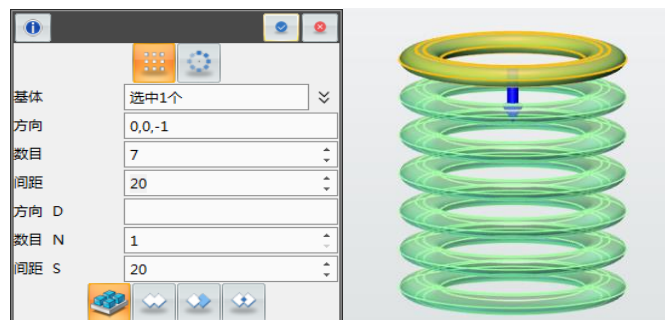 基体 选中1个
方向 0,0,-1
数目 7
间距 20
方向 D
数目 N 1
间距 S 20